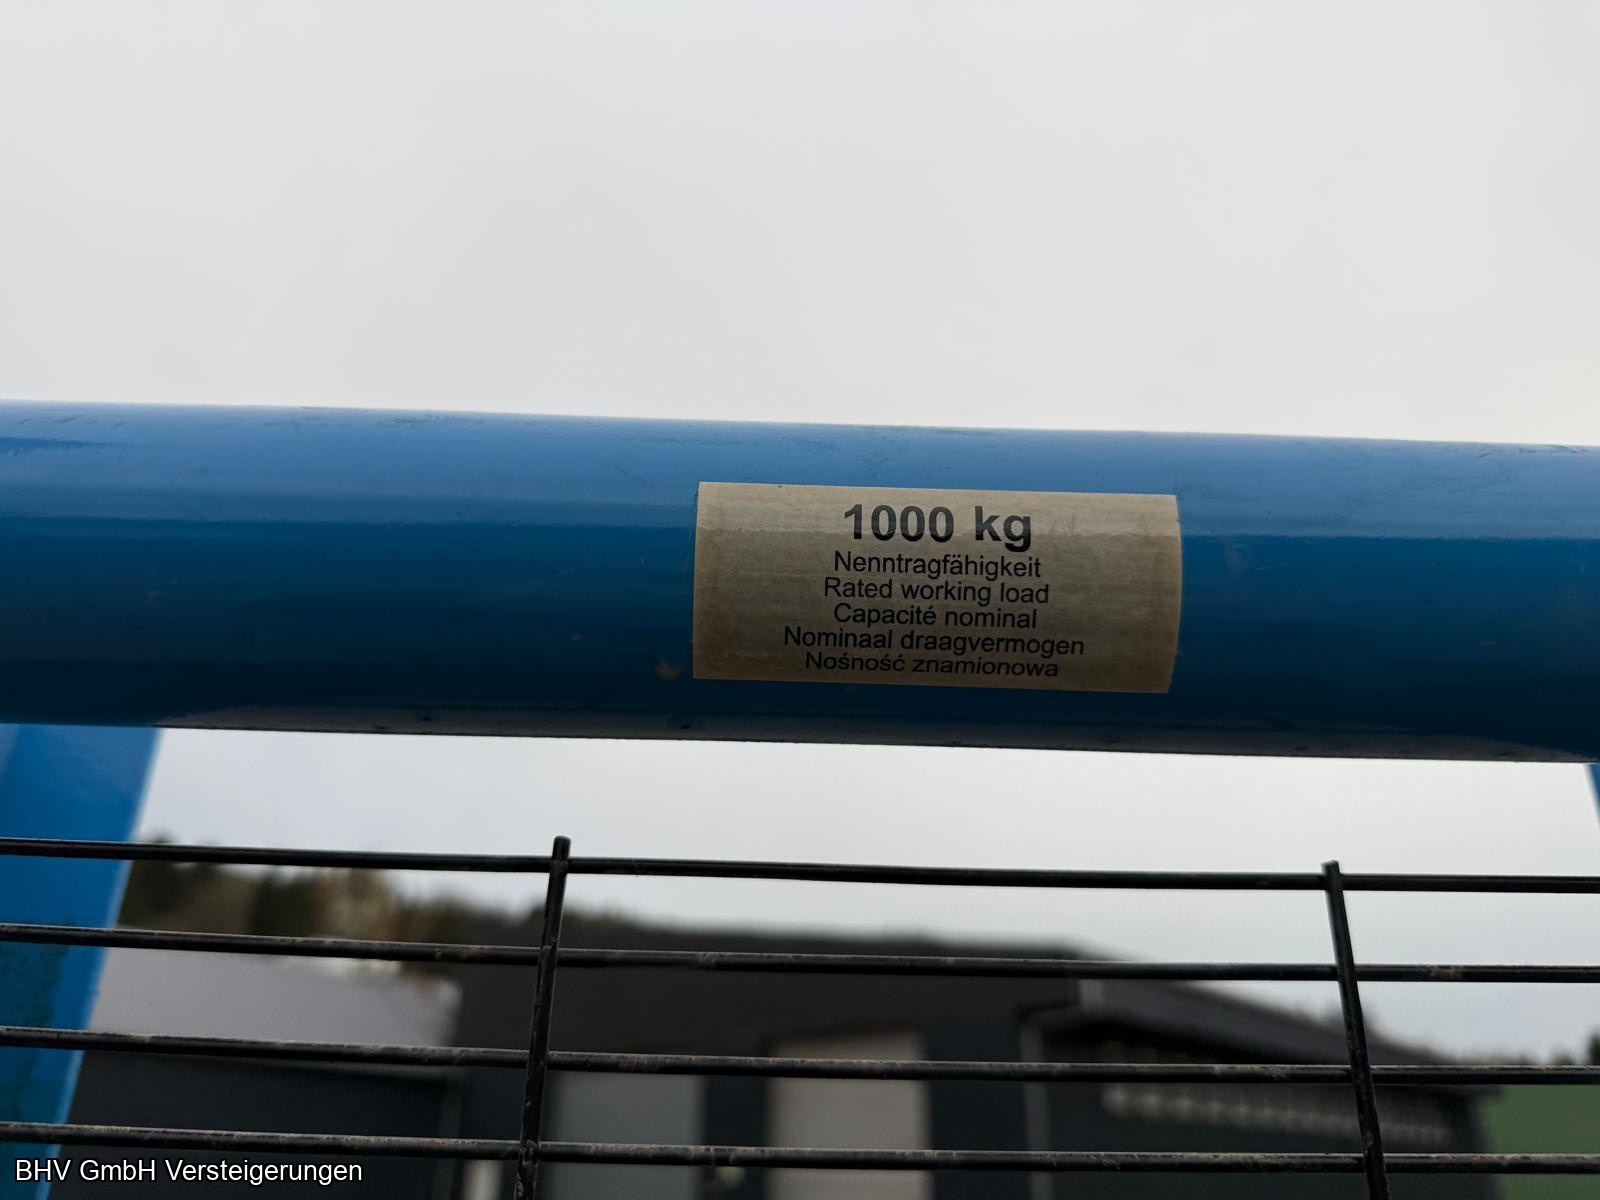 1000 kg
Nenntragfähigkeit
Rated working load
Capacité nominal
Nominaal draagvermogen
Nośność znamionowa
BHV GmbH Versteigerungen